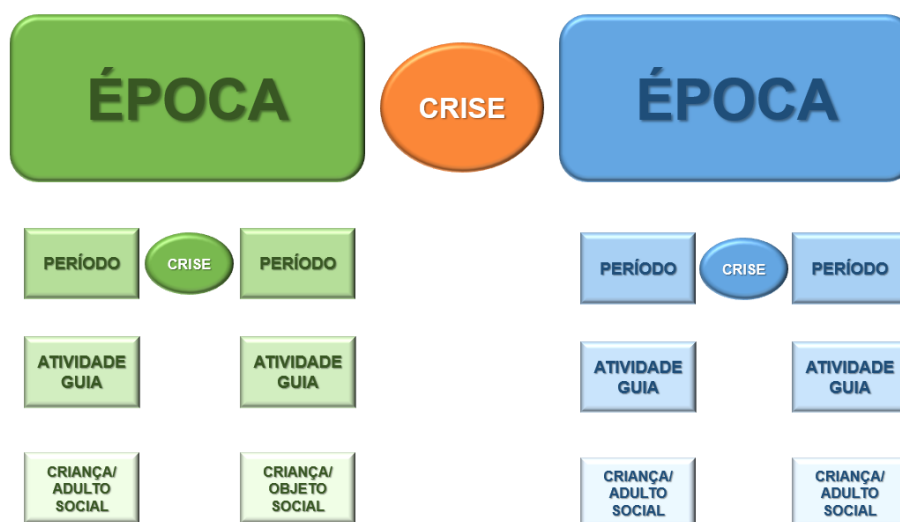 ÉPOCA
CRISE
ÉPOCA
PERÍODO
CRISE
PERÍODO
PERÍODO
CRISE
PERÍODO
ATIVIDADE
GUIA
ATIVIDADE
GUIA
ATIVIDADE
GUIA
ATIVIDADE
GUIA
CRIANÇA/
ADULTO
SOCIAL
CRIANÇA/
OBJETO
SOCIAL
CRIANÇA/
ADULTO
SOCIAL
CRIANÇA/
ADULTO
SOCIAL